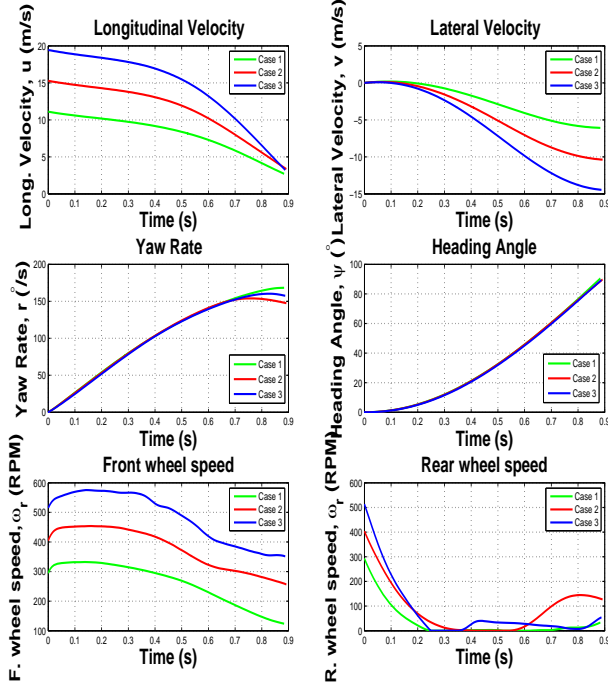 Longitudinal Velocity
Long. Velocity, u (m/s)
20
15
10
5
0
0 0.1 0.2 0.3 0.4 0.5 0.6 0.7 0.8 0.9
Time (s)
Case 1
Case 2
Case 3
Lateral Velocity
Lateral Velocity, v (m/s)
5
0
−5
−10
−15
0 0.1 0.2 0.3 0.4 0.5 0.6 0.7 0.8 0.9
Time (s)
Case 1
Case 2
Case 3
Yaw Rate
Yaw Rate, r (°/s)
200
150
100
50
0
0 0.1 0.2 0.3 0.4 0.5 0.6 0.7 0.8 0.9
Time (s)
Case 1
Case 2
Case 3
Heading Angle
Heading Angle, ψ (°)
100
80
60
40
20
0
0 0.1 0.2 0.3 0.4 0.5 0.6 0.7 0.8 0.9
Time (s)
Case 1
Case 2
Case 3
Front wheel speed
F. wheel speed, ω_r (RPM)
600
500
400
300
200
100
0 0.1 0.2 0.3 0.4 0.5 0.6 0.7 0.8 0.9
Time (s)
Case 1
Case 2
Case 3
Rear wheel speed
R. wheel speed, ω_r (RPM)
600
500
400
300
200
100
0
0 0.1 0.2 0.3 0.4 0.5 0.6 0.7 0.8 0.9
Time (s)
Case 1
Case 2
Case 3